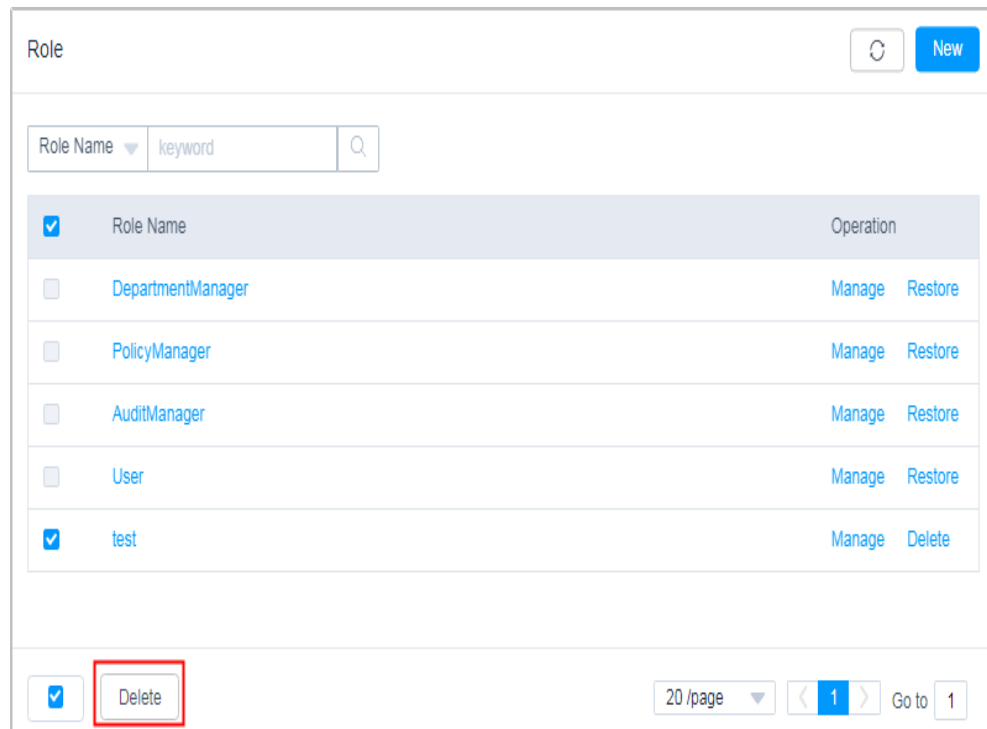 Role New
Role Name keyword
Role Name Operation
DepartmentManager Manage Restore
PolicyManager Manage Restore
AuditManager Manage Restore
User Manage Restore
test Manage Delete
Delete 20 /page 1 Go to 1